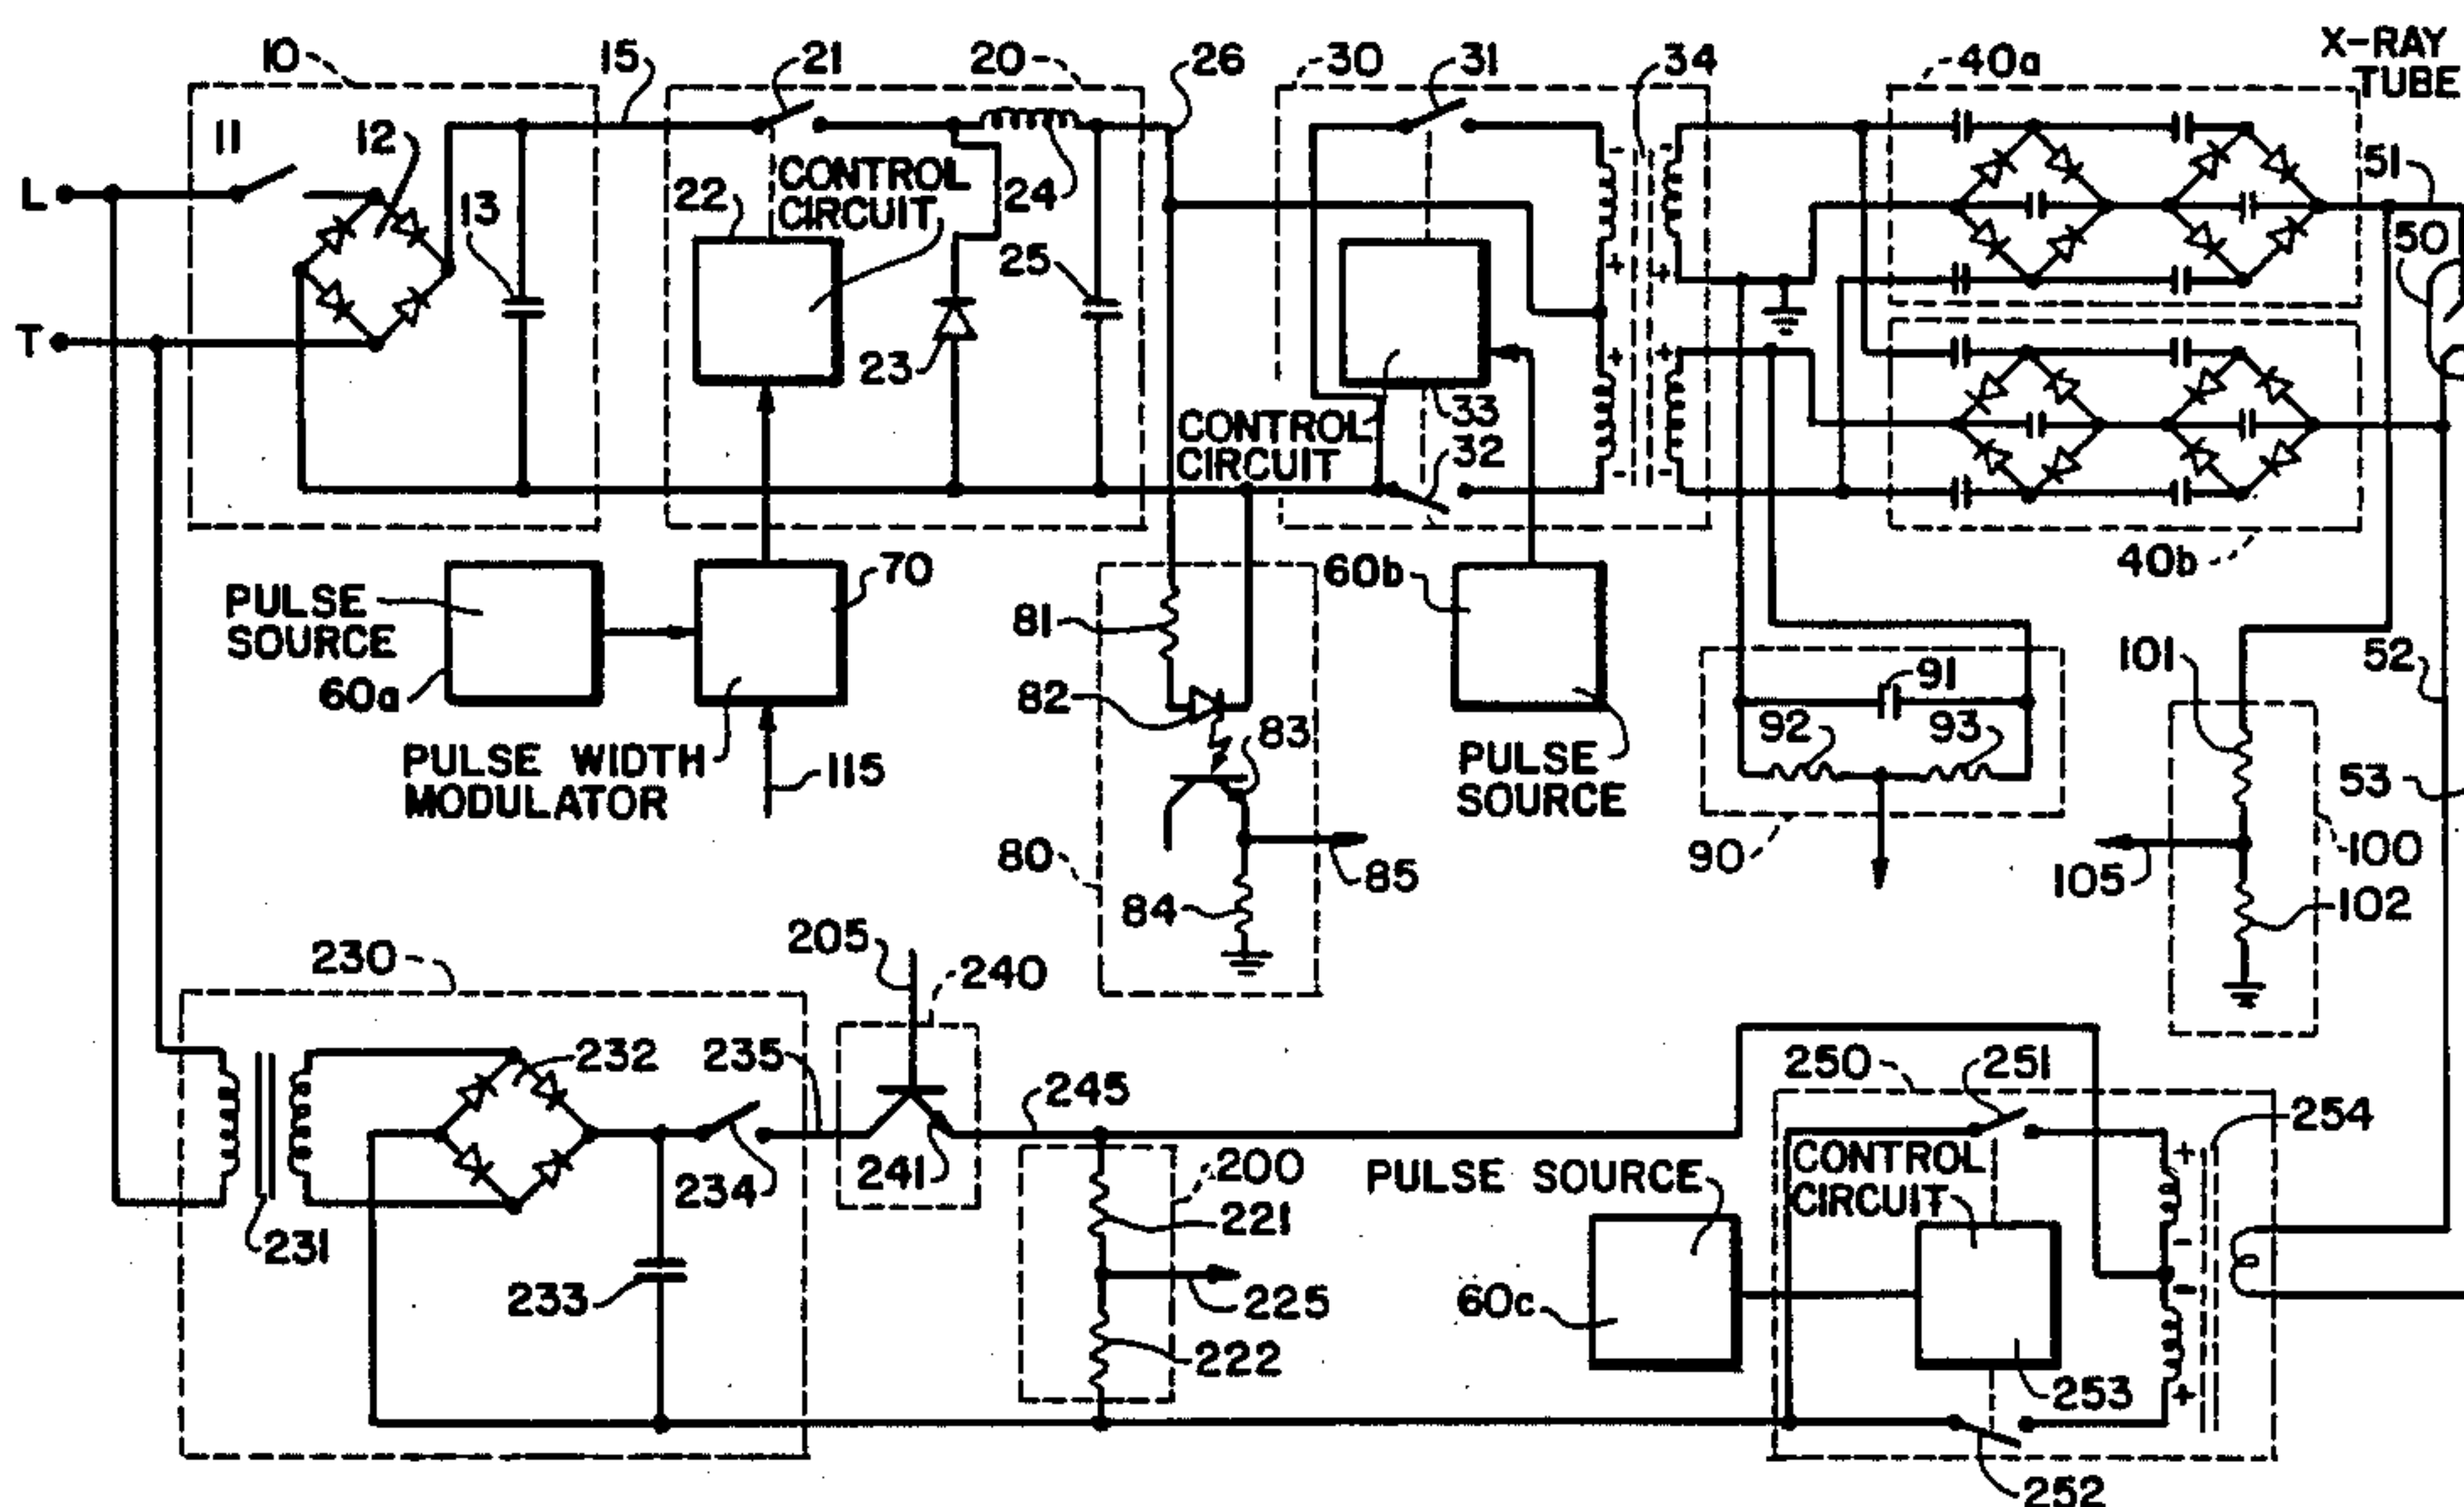 10
15
21
20
26
30
31
34
40a
X-RAY
TUBE
11
12
13
L
T
22
CONTROL
CIRCUIT
24
25
23
51
50
33
CONTROL
CIRCUIT
32
40b
PULSE
SOURCE
60a
70
PULSE WIDTH
MODULATOR
115
81
82
83
80
84
85
60b
PULSE
SOURCE
91
92
93
90
101
52
53
100
105
102
230
205
240
232
235
245
231
234
241
233
200
221
225
222
PULSE SOURCE
60c
250
251
254
CONTROL
CIRCUIT
253
252